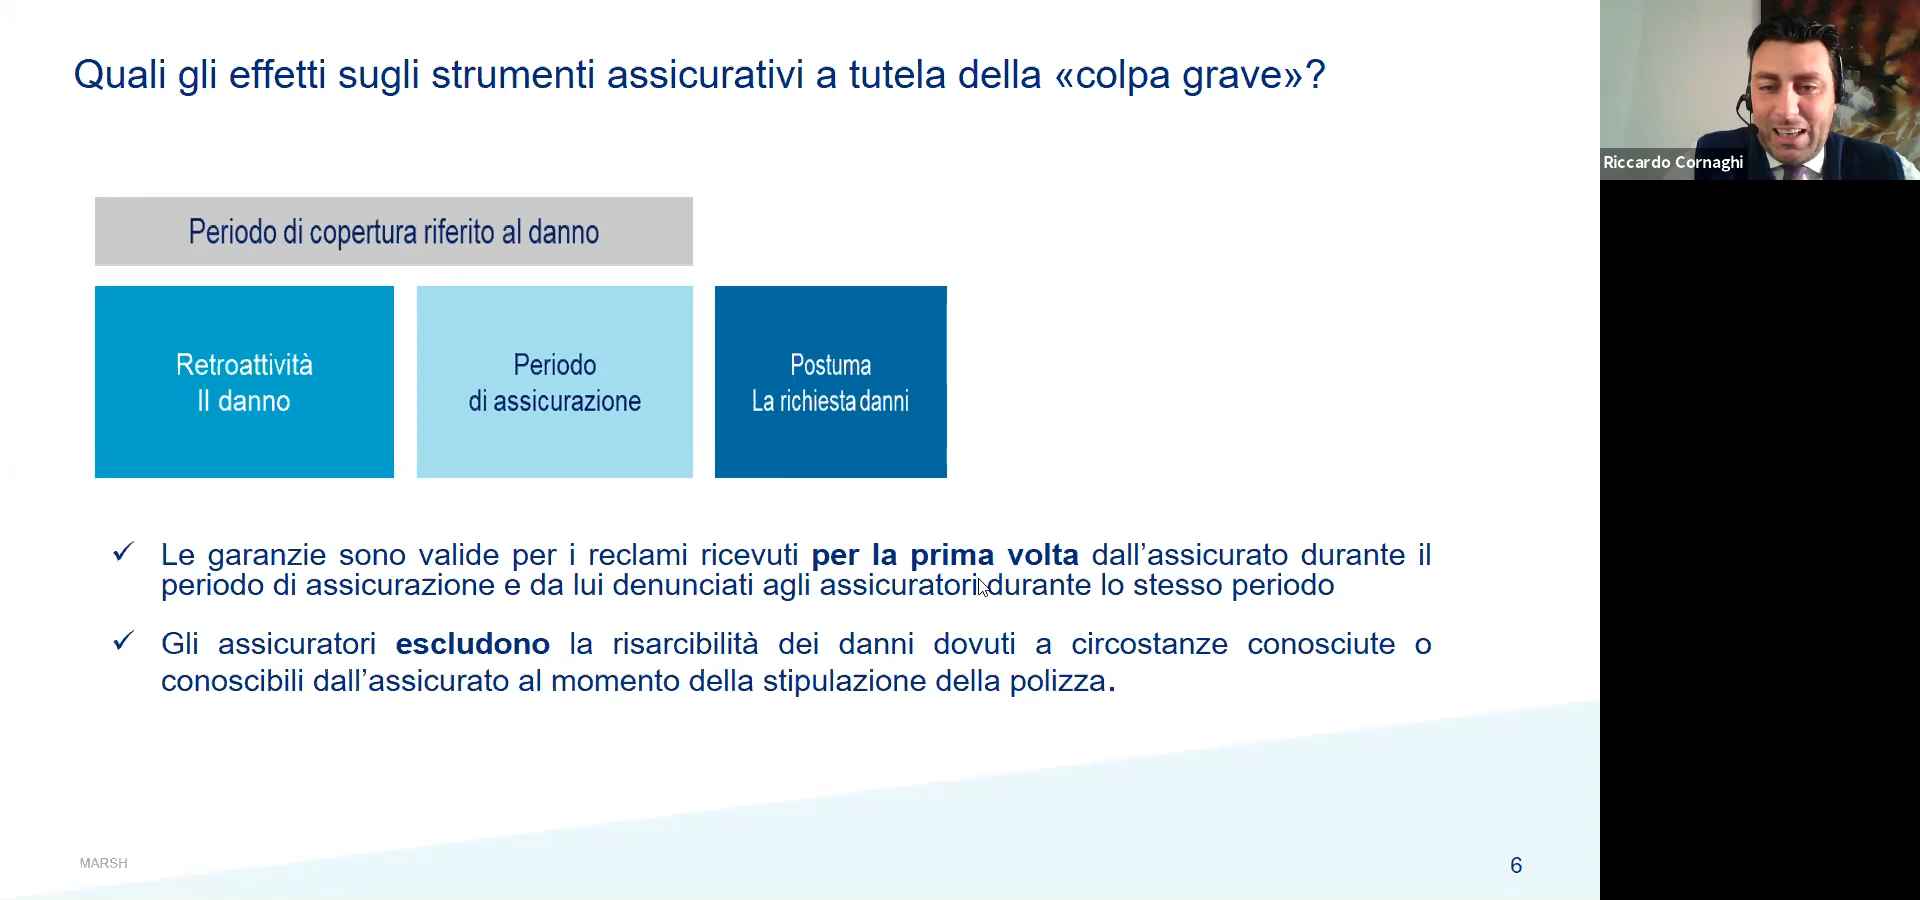 Quali gli effetti sugli strumenti assicurativi a tutela della «colpa grave»?
Riccardo Cornaghi
Periodo di copertura riferito al danno
Retroattività
Il danno
Periodo
di assicurazione
Postuma
La richiesta danni
✓ Le garanzie sono valide per i reclami ricevuti per la prima volta dall’assicurato durante il
periodo di assicurazione e da lui denunciati agli assicuratori durante lo stesso periodo
✓ Gli assicuratori escludono la risarcibilità dei danni dovuti a circostanze conosciute o
conoscibili dall’assicurato al momento della stipulazione della polizza.
MARSH
6